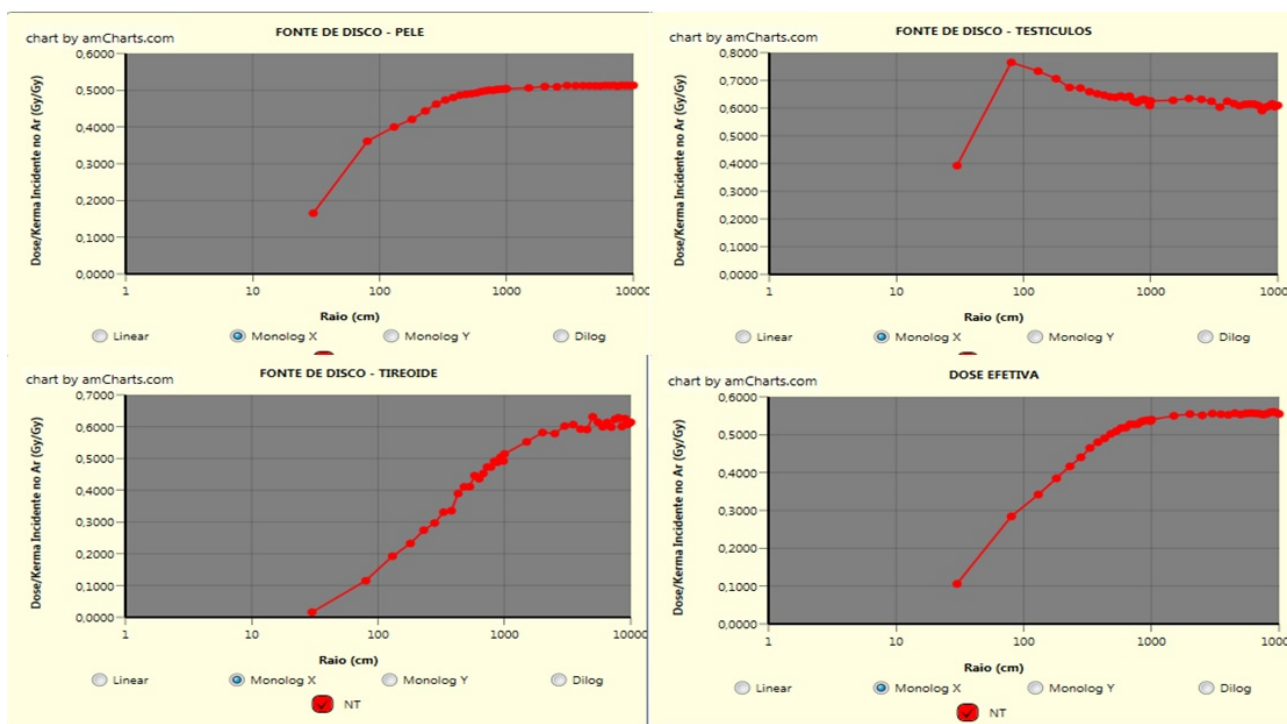 FONTE DE DISCO - PELE
chart by amCharts.com
Dose/Kerma Incidente no Ar (Gy/Gy)
0,6000
0,5000
0,4000
0,3000
0,2000
0,1000
0,0000
1 10 100 1000 10000
Raio (cm)
Linear Monolog X Monolog Y Dilog
FONTE DE DISCO - TESTICULOS
chart by amCharts.com
Dose/Kerma Incidente no Ar (Gy/Gy)
0,8000
0,7000
0,6000
0,5000
0,4000
0,3000
0,2000
0,1000
0,0000
1 10 100 1000 1000
Raio (cm)
Linear Monolog X Monolog Y Dilog
FONTE DE DISCO - TIREOIDE
chart by amCharts.com
Dose/Kerma Incidente no Ar (Gy/Gy)
0,7000
0,6000
0,5000
0,4000
0,3000
0,2000
0,1000
0,0000
1 10 100 1000 10000
Raio (cm)
Linear Monolog X Monolog Y Dilog
NT
DOSE EFETIVA
chart by amCharts.com
Dose/Kerma Incidente no Ar (Gy/Gy)
0,6000
0,5000
0,4000
0,3000
0,2000
0,1000
0,0000
1 10 100 1000 1000
Raio (cm)
Linear Monolog X Monolog Y Dilog
NT